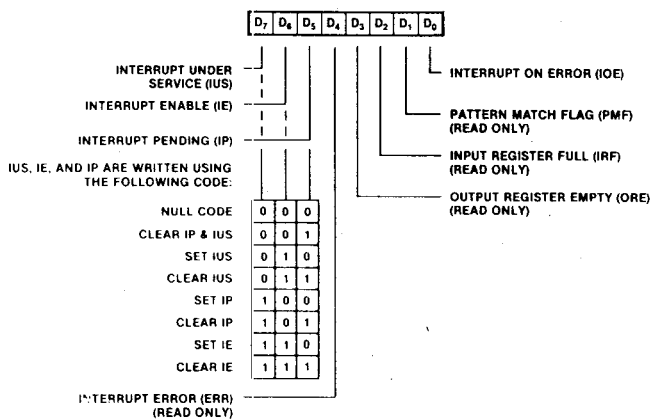 D7 D6 D5 D4 D3 D2 D1 D0
INTERRUPT UNDER
SERVICE (IUS)
INTERRUPT ENABLE (IE)
INTERRUPT PENDING (IP)
IUS, IE, AND IP ARE WRITTEN USING
THE FOLLOWING CODE:
NULL CODE 0 0 0
CLEAR IP & IUS 0 0 1
SET IUS 0 1 0
CLEAR IUS 0 1 1
SET IP 1 0 0
CLEAR IP 1 0 1
SET IE 1 1 0
CLEAR IE 1 1 1
INTERRUPT ERROR (ERR)
(READ ONLY)
INTERRUPT ON ERROR (IOE)
PATTERN MATCH FLAG (PMF)
(READ ONLY)
INPUT REGISTER FULL (IRF)
(READ ONLY)
OUTPUT REGISTER EMPTY (ORE)
(READ ONLY)